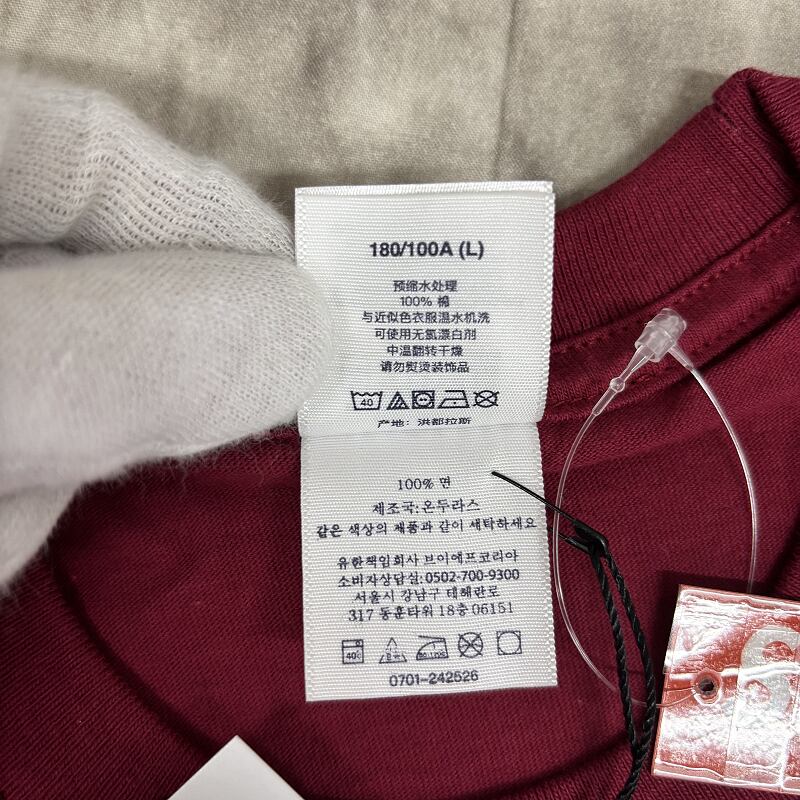 180/100A (L)
预缩水处理
100% 棉
与近似色衣服温水机洗
可使用无氯漂白剂
中温翻转干燥
请勿熨烫装饰品
40
产地: 洪都拉斯
100% 면
제조국:온두라스
같은 색상의 제품과 같이 세탁하세요
유한책임회사 브이에프코리아
소비자상담실:0502-700-9300
서울시 강남구 테헤란로
317 동훈타워 18층 06151
40
0701-242526